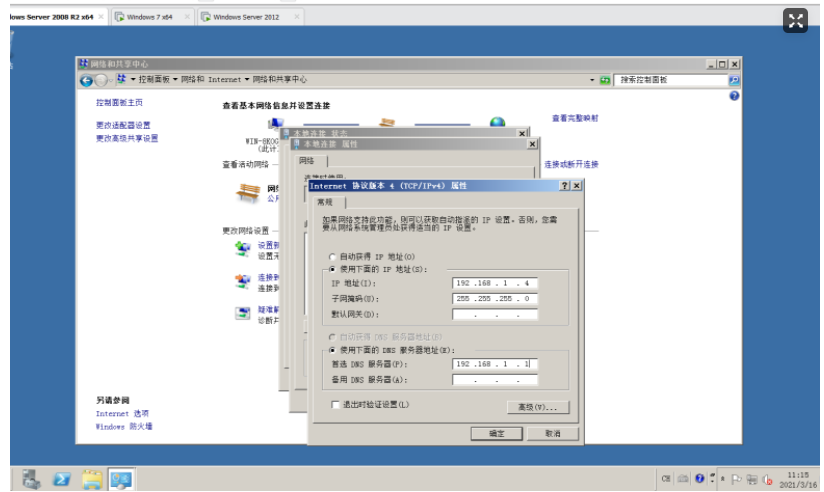 lows Server 2008 R2 x64
Windows 7 x64
Windows Server 2012
网络和共享中心
控制面板 网络和 Internet 网络和共享中心
搜索控制面板
控制面板主页
更改适配器设置
更改高级共享设置
查看基本网络信息并设置连接
查看完整映射
WIN-8KOG
(此计
查看活动网络
连接或断开连接
更改网络设置
设置新
设置无
连接到
连接到
疑难解
诊断并
本地连接 状态
本地连接 属性
网络
连接时使用:
Internet 协议版本 4 (TCP/IPv4) 属性
常规
如果网络支持此功能，则可以获取自动指派的 IP 设置。否则，您需
要从网络系统管理员处获得适当的 IP 设置。
自动获得 IP 地址(O)
使用下面的 IP 地址(S):
IP 地址(I): 192 .168 . 1 . 4
子网掩码(U): 255 .255 .255 . 0
默认网关(D): . . .
自动获得 DNS 服务器地址(B)
使用下面的 DNS 服务器地址(E):
首选 DNS 服务器(P): 192 .168 . 1 . 1
备用 DNS 服务器(A): . . .
退出时验证设置(L)
高级(V)...
确定
取消
另请参阅
Internet 选项
Windows 防火墙
CH
11:15
2021/3/16